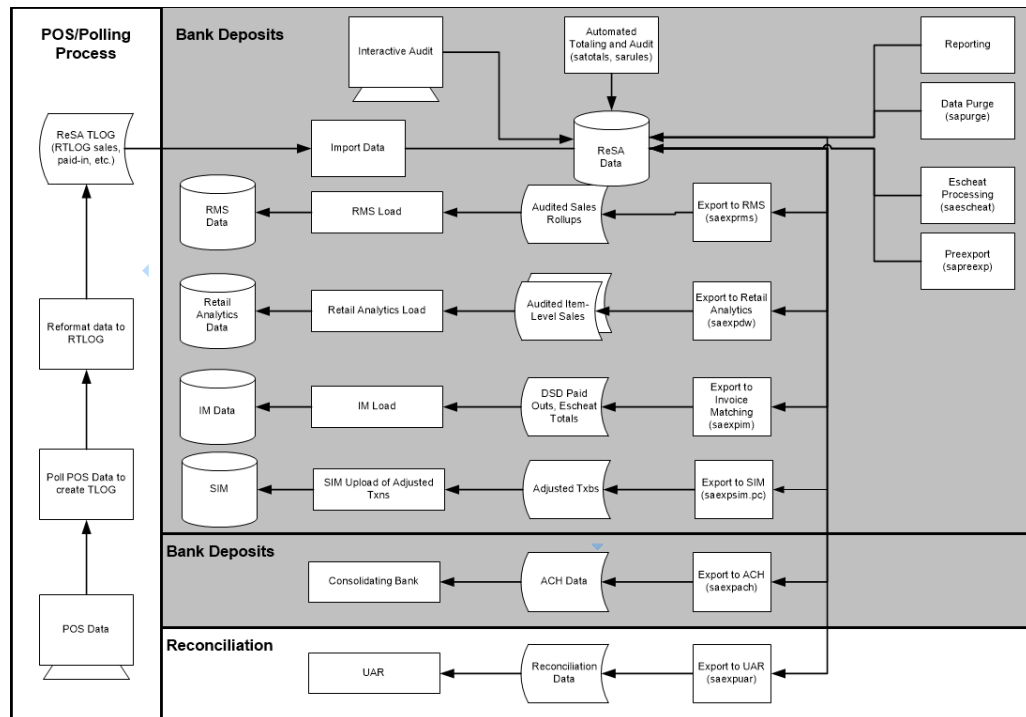 POS/Polling
Process
ReSA TLOG
(RTLOG sales,
paid-in, etc.)
Reformat data to
RTLOG
Poll POS Data to
create TLOG
POS Data
Bank Deposits
Interactive Audit
Automated
Totaling and Audit
(satotals, sarules)
Reporting
Data Purge
(sapurge)
Import Data
ReSA
Data
Escheat
Processing
(saescheat)
Preexport
(sapreexp)
RMS
Data
RMS Load
Audited Sales
Rollups
Export to RMS
(saexprms)
Retail
Analytics
Data
Retail Analytics Load
Audited Item-
Level Sales
Export to Retail
Analytics
(saexpdw)
IM Data
IM Load
DSD Paid
Outs, Escheat
Totals
Export to
Invoice
Matching
(saexpim)
SIM
SIM Upload of Adjusted
Txns
Adjusted Txbs
Export to SIM
(saexpsim.pc)
Bank Deposits
Consolidating Bank
ACH Data
Export to ACH
(saexpach)
Reconciliation
UAR
Reconciliation
Data
Export to UAR
(saexpuar)